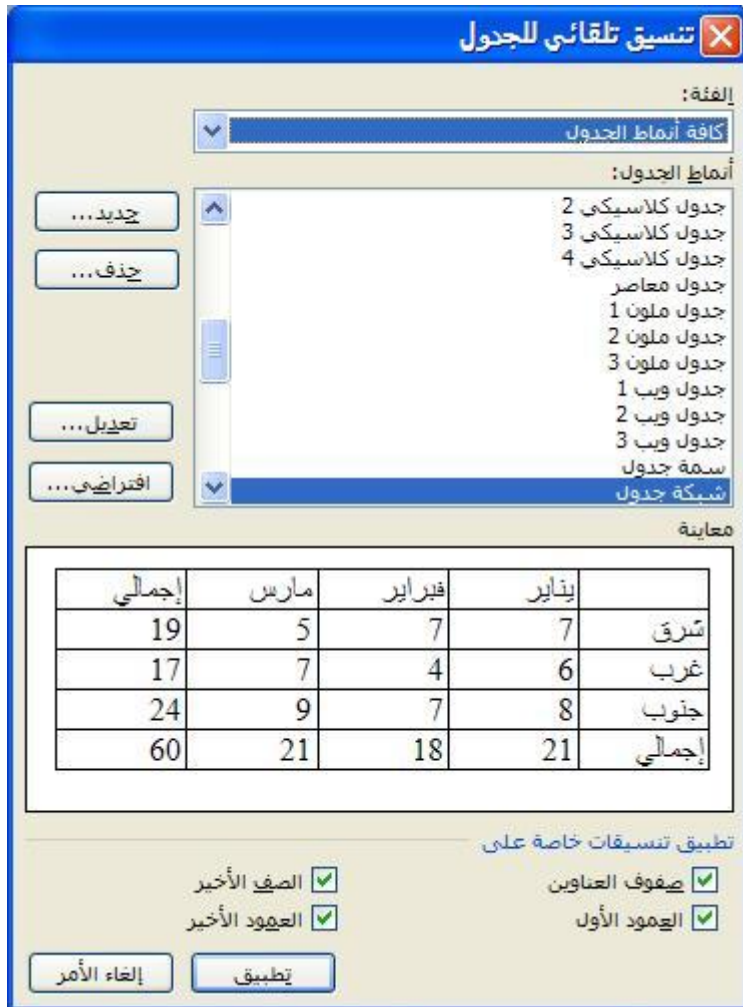 تنسيق تلقائي للجدول
الفئة:
كافة أنماط الجدول
أنماط الجدول:
جدول كلاسيكي 2
جدول كلاسيكي 3
جدول كلاسيكي 4
جدول معاصر
جدول ملون 1
جدول ملون 2
جدول ملون 3
جدول ويب 1
جدول ويب 2
جدول ويب 3
سمة جدول
شبكة جدول
جديد...
حذف...
تعديل...
افتراضي...
معاينة
يناير فبراير مارس إجمالي
شرق 7 7 5 19
غرب 6 4 7 17
جنوب 8 7 9 24
إجمالي 21 18 21 60
تطبيق تنسيقات خاصة على
صفوف العناوين الصف الأخير
العمود الأول العمود الأخير
تطبيق إلغاء الأمر